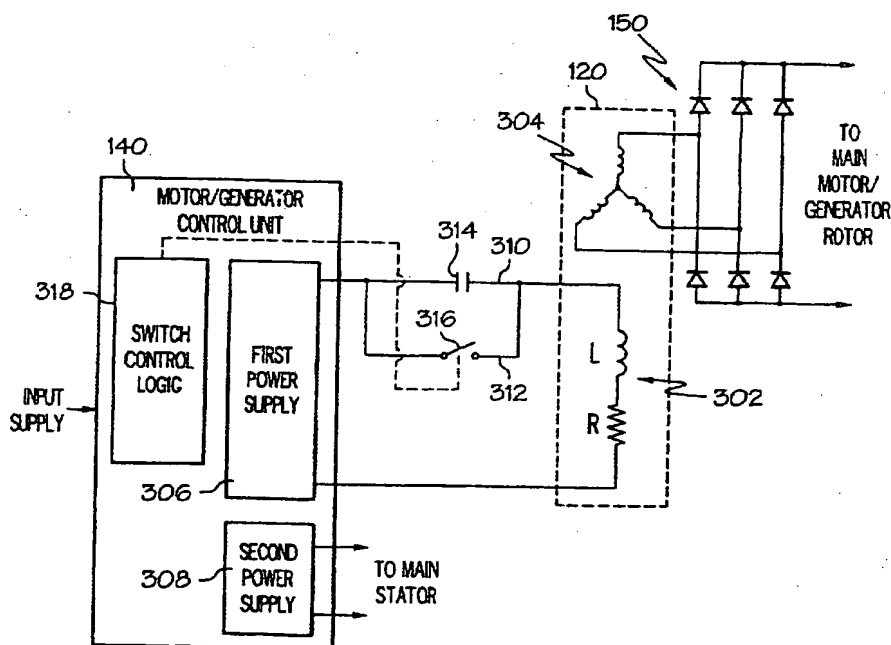 150
120
304
140
MOTOR/GENERATOR
CONTROL UNIT
TO
MAIN
MOTOR/
GENERATOR
ROTOR
314
310
318
316
SWITCH
CONTROL
LOGIC
FIRST
POWER
SUPPLY
312
L
R
302
INPUT
SUPPLY
306
308
SECOND
POWER
SUPPLY
TO MAIN
STATOR